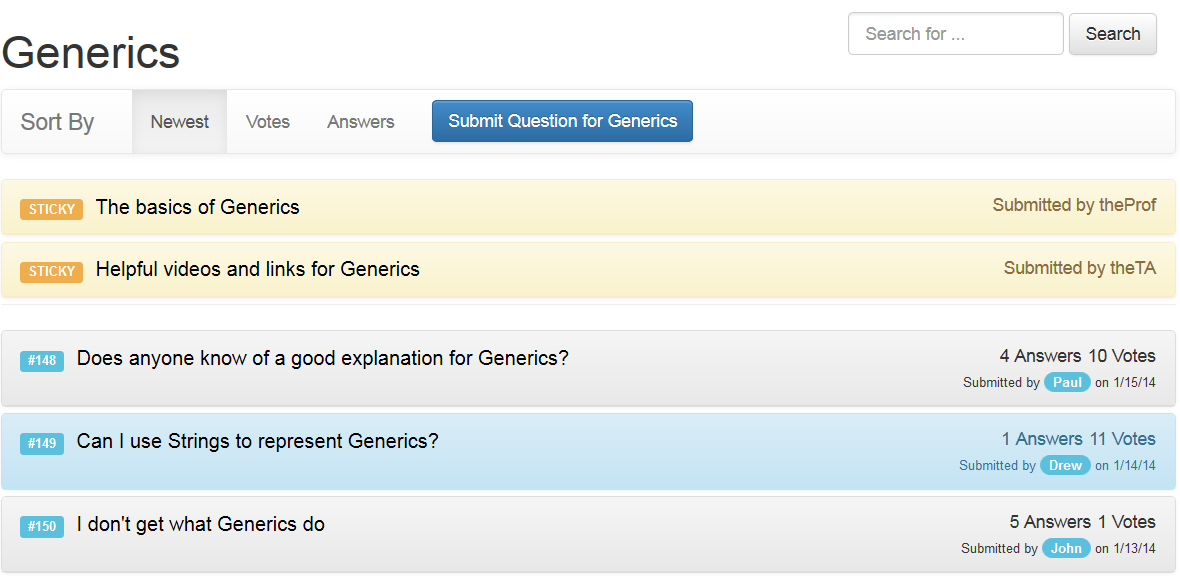 Search for ... Search
Generics
Sort By Newest Votes Answers Submit Question for Generics
STICKY The basics of Generics Submitted by theProf
STICKY Helpful videos and links for Generics Submitted by theTA
#148 Does anyone know of a good explanation for Generics? 4 Answers 10 Votes
Submitted by Paul on 1/15/14
#149 Can I use Strings to represent Generics? 1 Answers 11 Votes
Submitted by Drew on 1/14/14
#150 I don't get what Generics do 5 Answers 1 Votes
Submitted by John on 1/13/14